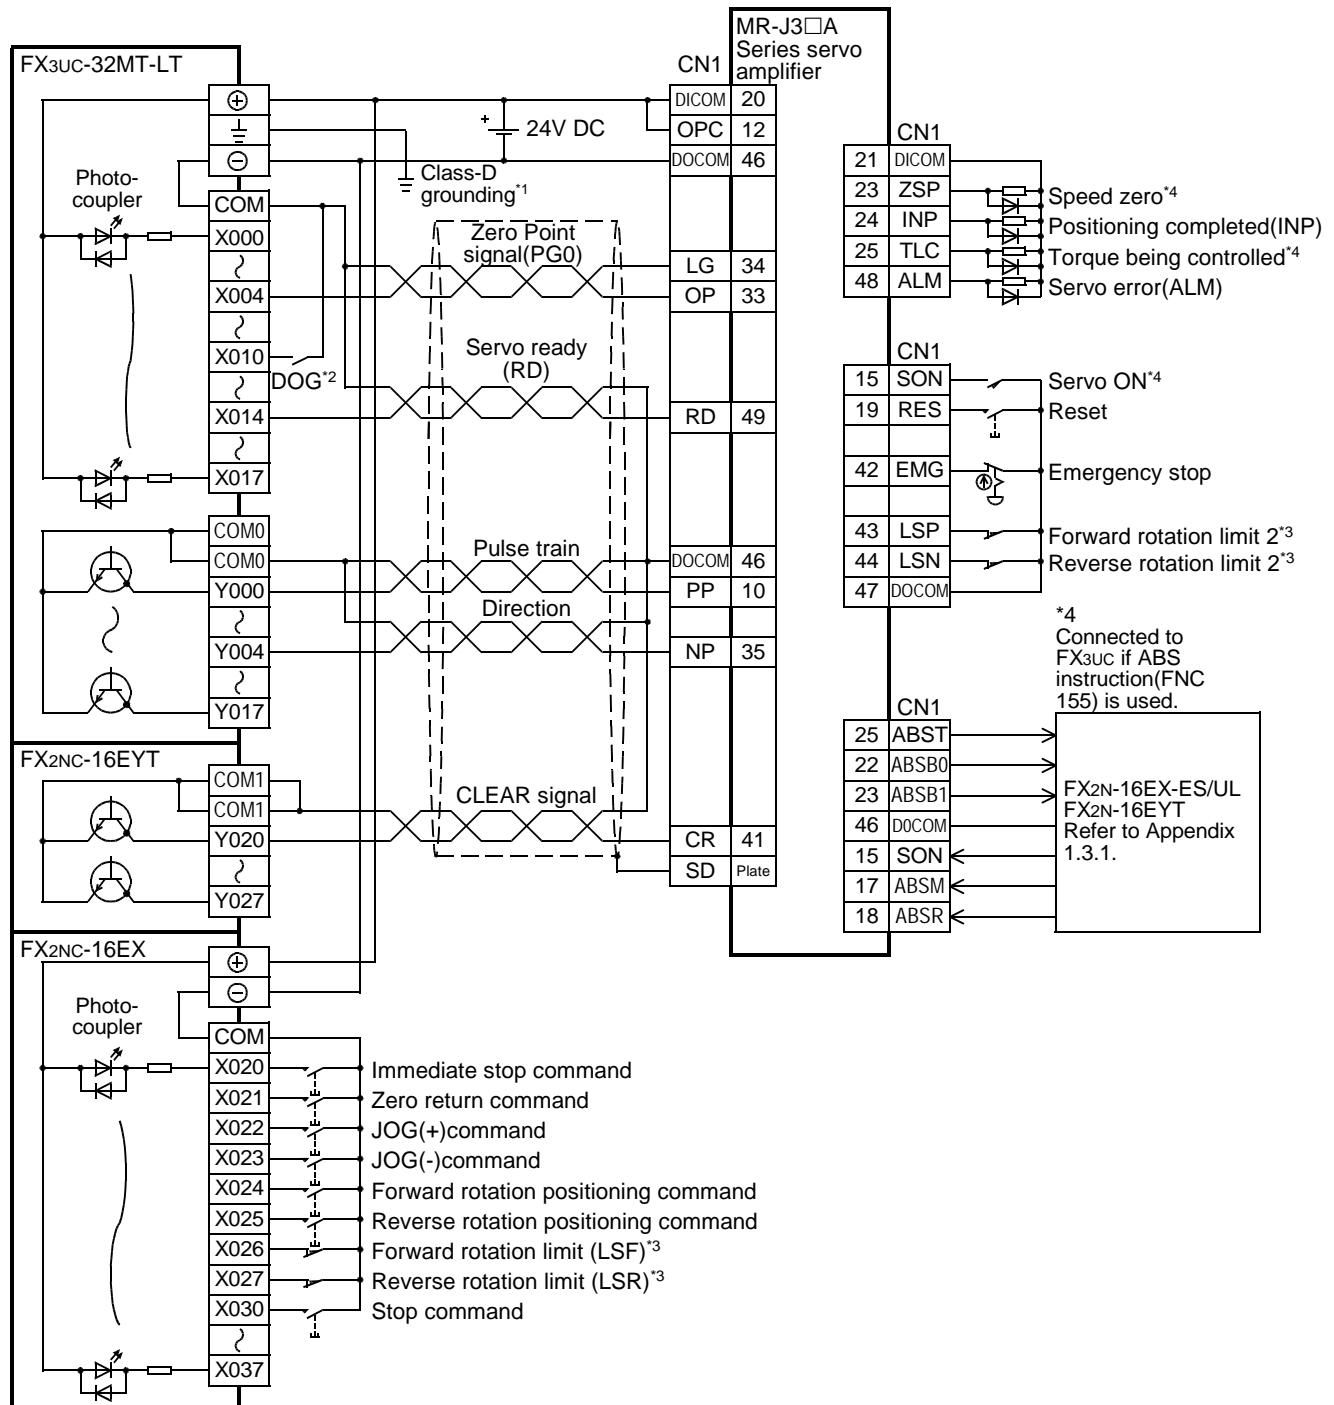 FX3UC-32MT-LT
Photo-
coupler
COM
X000
X004
X010
X014
X017
COM0
COM0
Y000
Y004
Y017
FX2NC-16EYT
COM1
COM1
Y020
Y027
FX2NC-16EX
Photo-
coupler
COM
X020
X021
X022
X023
X024
X025
X026
X027
X030
X037
24V DC
Class-D
grounding*1
Zero Point
signal(PG0)
DOG*2
Servo ready
(RD)
Pulse train
Direction
CLEAR signal
Immediate stop command
Zero return command
JOG(+)command
JOG(-)command
Forward rotation positioning command
Reverse rotation positioning command
Forward rotation limit (LSF)*3
Reverse rotation limit (LSR)*3
Stop command
MR-J3□A
Series servo
amplifier
CN1
DICOM 20
OPC 12
DOCOM 46
LG 34
OP 33
RD 49
DOCOM 46
PP 10
NP 35
CR 41
SD Plate
CN1
21 DICOM
23 ZSP Speed zero*4
24 INP Positioning completed(INP)
25 TLC Torque being controlled*4
48 ALM Servo error(ALM)
CN1
15 SON Servo ON*4
19 RES Reset
42 EMG Emergency stop
43 LSP Forward rotation limit 2*3
44 LSN Reverse rotation limit 2*3
47 DOCOM
*4
Connected to
FX3UC if ABS
instruction(FNC
155) is used.
CN1
25 ABST
22 ABSB0
23 ABSB1
46 D0COM
15 SON
17 ABSM
18 ABSR
FX2N-16EX-ES/UL
FX2N-16EYT
Refer to Appendix
1.3.1.